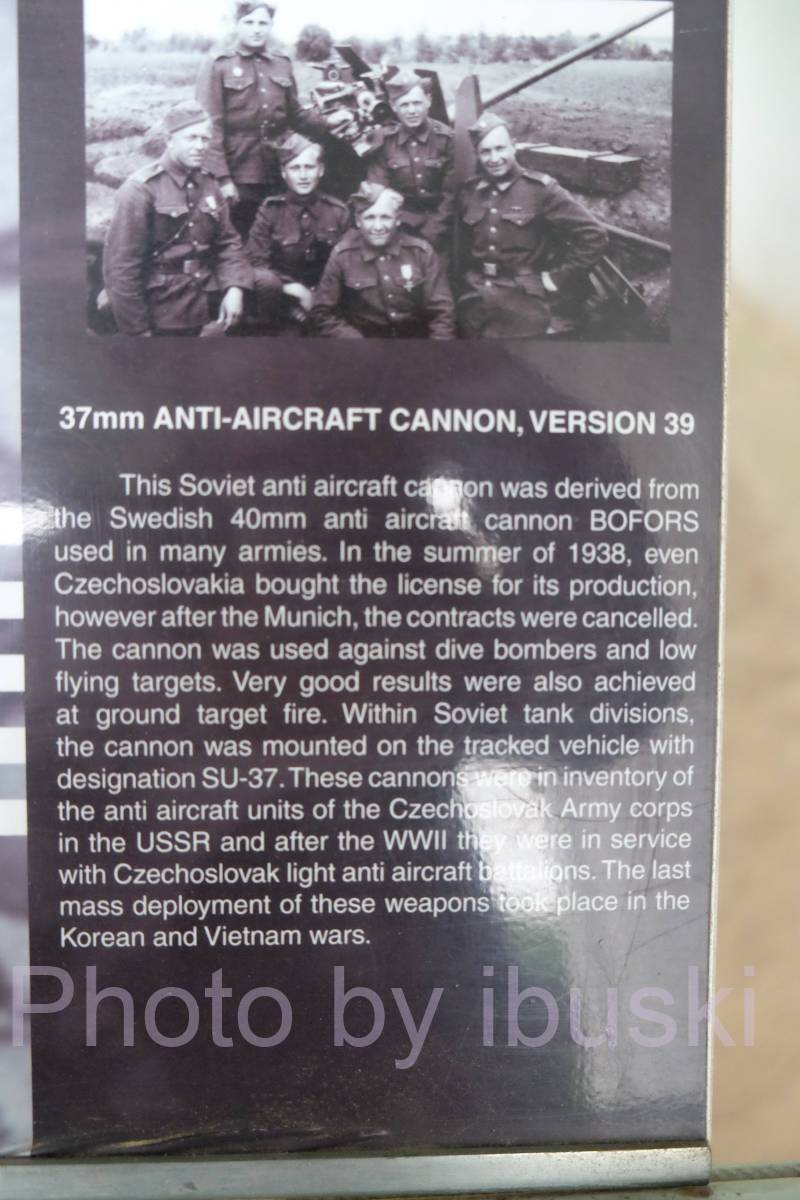 37mm ANTI-AIRCRAFT CANNON, VERSION 39
This Soviet anti aircraft cannon was derived from
the Swedish 40mm anti aircraft cannon BOFORS
used in many armies. In the summer of 1938, even
Czechoslovakia bought the license for its production,
however after the Munich, the contracts were cancelled.
The cannon was used against dive bombers and low
flying targets. Very good results were also achieved
at ground target fire. Within Soviet tank divisions,
the cannon was mounted on the tracked vehicle with
designation SU-37. These cannons were in inventory of
the anti aircraft units of the Czechoslovak Army corps
in the USSR and after the WWII they were in service
with Czechoslovak light anti aircraft battalions. The last
mass deployment of these weapons took place in the
Korean and Vietnam wars.
Photo by ibuski